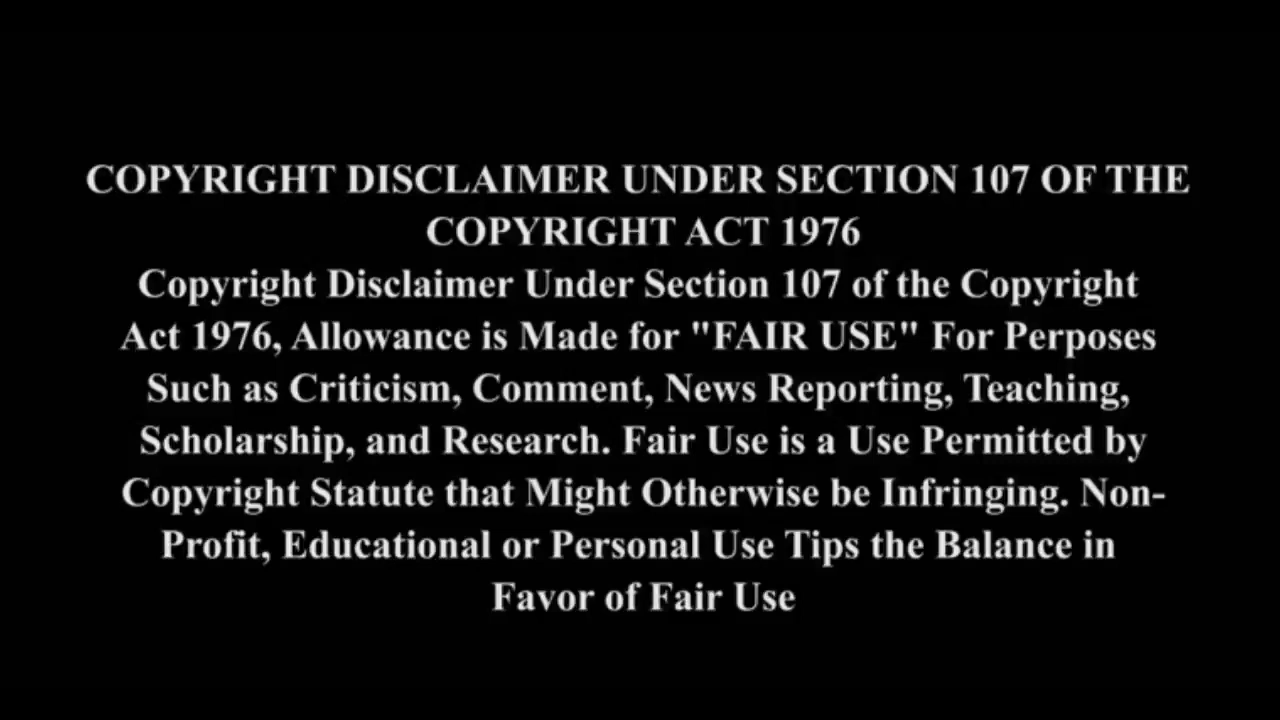 COPYRIGHT DISCLAIMER UNDER SECTION 107 OF THE
COPYRIGHT ACT 1976
Copyright Disclaimer Under Section 107 of the Copyright
Act 1976, Allowance is Made for "FAIR USE" For Perposes
Such as Criticism, Comment, News Reporting, Teaching,
Scholarship, and Research. Fair Use is a Use Permitted by
Copyright Statute that Might Otherwise be Infringing. Non-
Profit, Educational or Personal Use Tips the Balance in
Favor of Fair Use